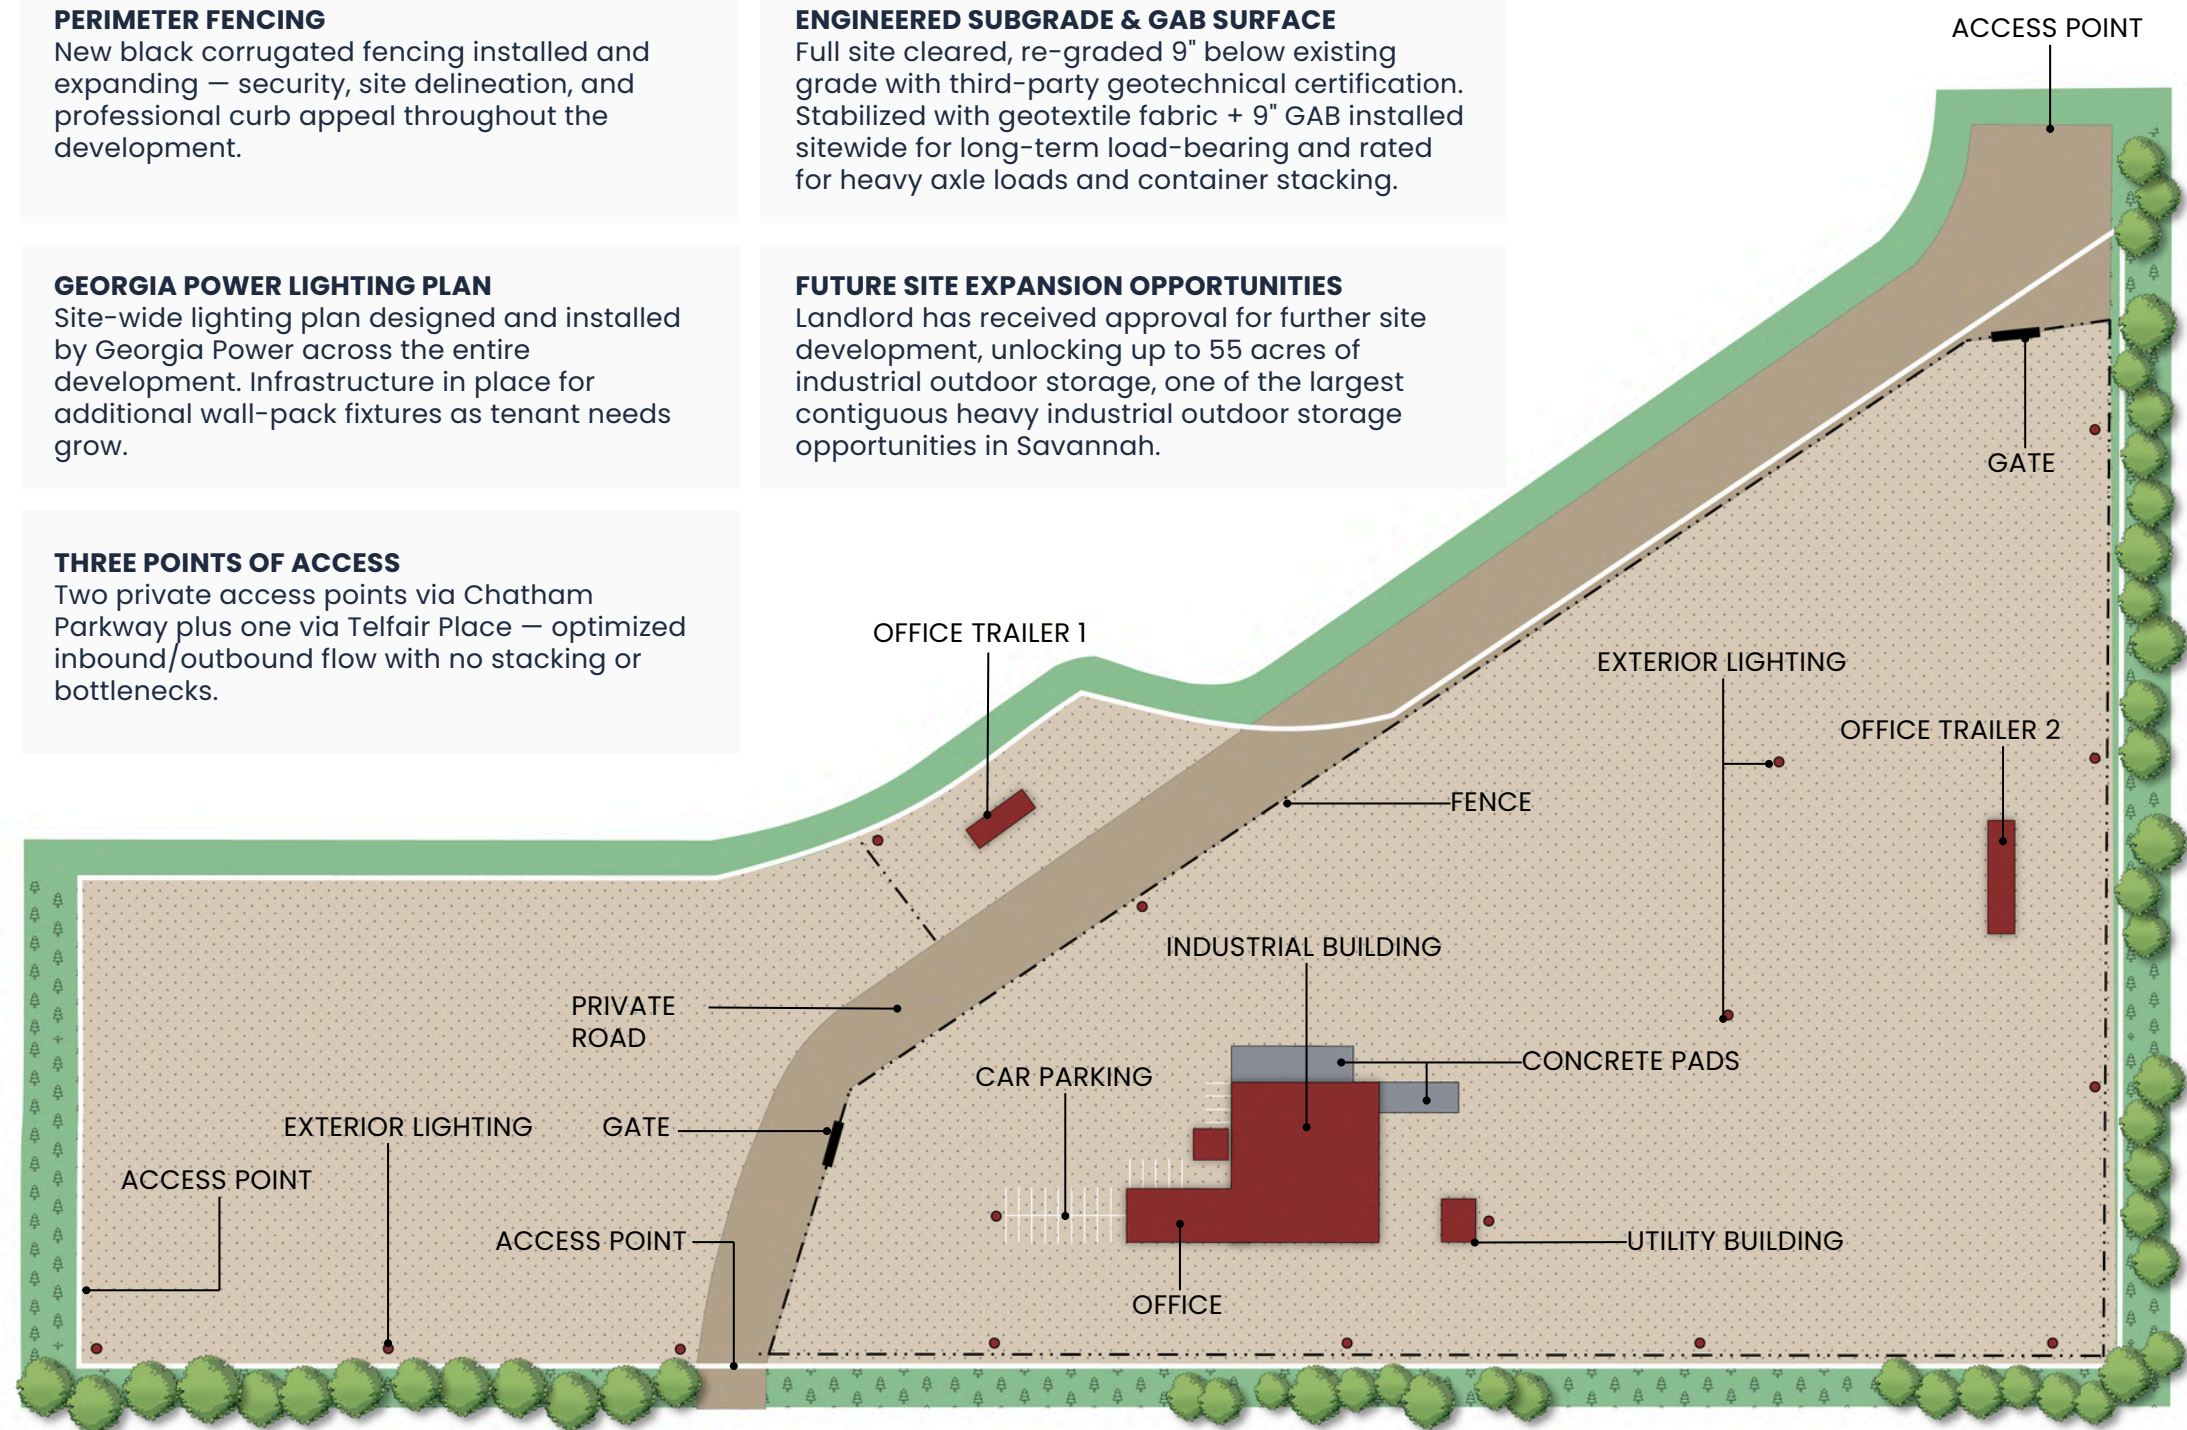 PERIMETER FENCING
New black corrugated fencing installed and
expanding — security, site delineation, and
professional curb appeal throughout the
development.
ENGINEERED SUBGRADE & GAB SURFACE
Full site cleared, re-graded 9" below existing
grade with third-party geotechnical certification.
Stabilized with geotextile fabric + 9" GAB installed
sitewide for long-term load-bearing and rated
for heavy axle loads and container stacking.
GEORGIA POWER LIGHTING PLAN
Site-wide lighting plan designed and installed
by Georgia Power across the entire
development. Infrastructure in place for
additional wall-pack fixtures as tenant needs
grow.
FUTURE SITE EXPANSION OPPORTUNITIES
Landlord has received approval for further site
development, unlocking up to 55 acres of
industrial outdoor storage, one of the largest
contiguous heavy industrial outdoor storage
opportunities in Savannah.
THREE POINTS OF ACCESS
Two private access points via Chatham
Parkway plus one via Telfair Place — optimized
inbound/outbound flow with no stacking or
bottlenecks.
ACCESS POINT
GATE
OFFICE TRAILER 1
EXTERIOR LIGHTING
OFFICE TRAILER 2
FENCE
INDUSTRIAL BUILDING
PRIVATE
ROAD
CONCRETE PADS
CAR PARKING
EXTERIOR LIGHTING
GATE
ACCESS POINT
ACCESS POINT
UTILITY BUILDING
OFFICE